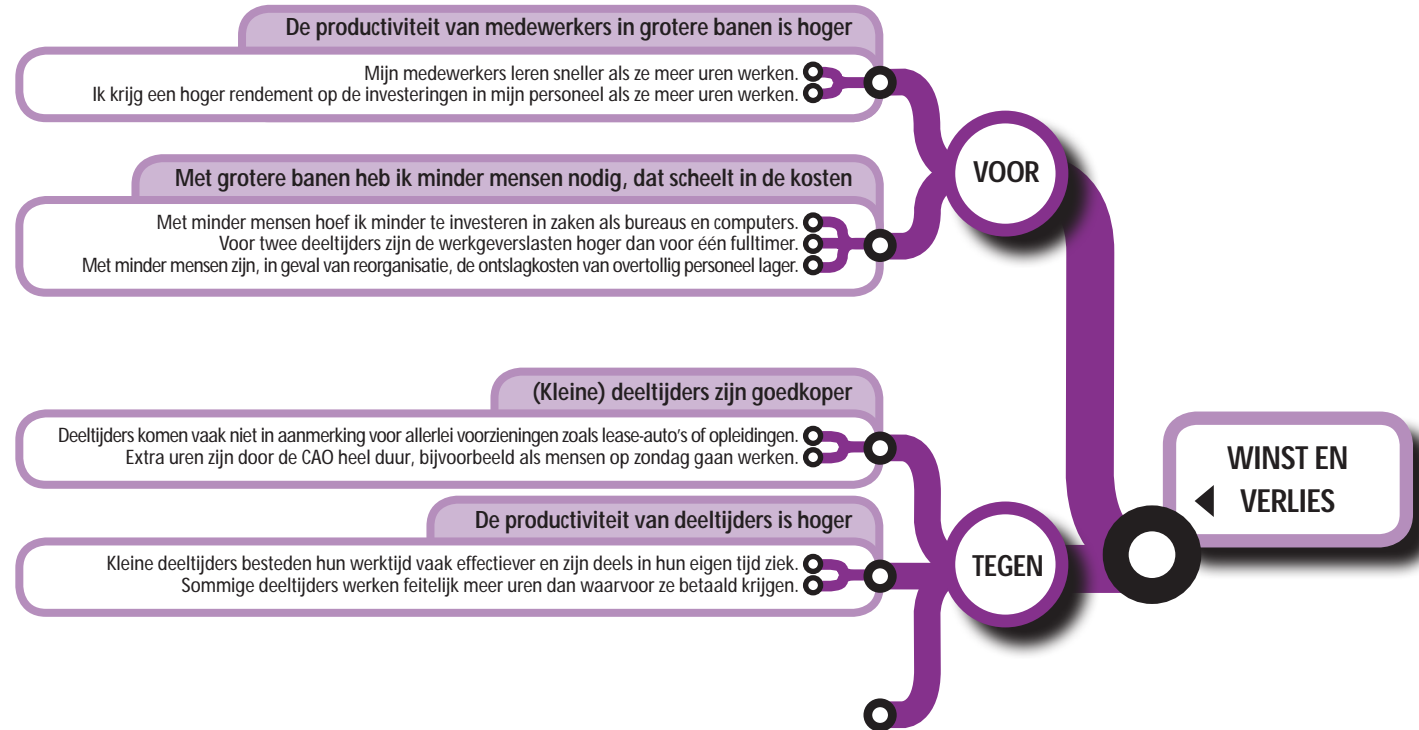 De productiviteit van medewerkers in grotere banen is hoger
Mijn medewerkers leren sneller als ze meer uren werken.
Ik krijg een hoger rendement op de investeringen in mijn personeel als ze meer uren werken.
VOOR
Met grotere banen heb ik minder mensen nodig, dat scheelt in de kosten
Met minder mensen hoef ik minder te investeren in zaken als bureaus en computers.
Voor twee deeltijders zijn de werkgeverslasten hoger dan voor één fulltimer.
Met minder mensen zijn, in geval van reorganisatie, de ontslagkosten van overtollig personeel lager.
(Kleine) deeltijders zijn goedkoper
Deeltijders komen vaak niet in aanmerking voor allerlei voorzieningen zoals lease-auto's of opleidingen.
Extra uren zijn door de CAO heel duur, bijvoorbeeld als mensen op zondag gaan werken.
WINST EN
VERLIES
De productiviteit van deeltijders is hoger
Kleine deeltijders besteden hun werktijd vaak effectiever en zijn deels in hun eigen tijd ziek.
Sommige deeltijders werken feitelijk meer uren dan waarvoor ze betaald krijgen.
TEGEN